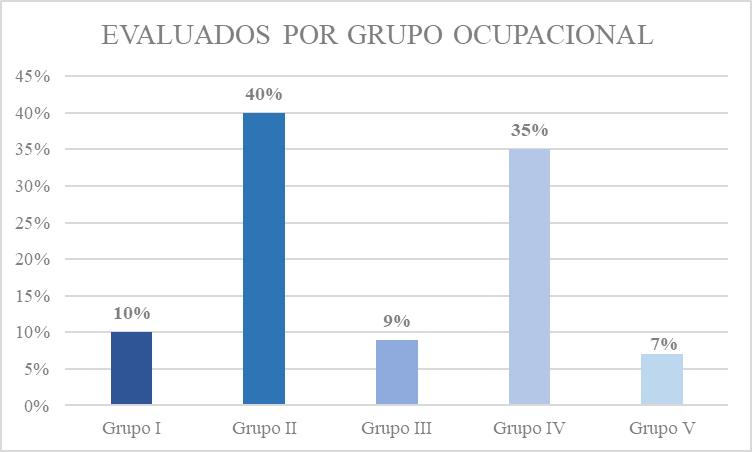 EVALUADOS POR GRUPO OCUPACIONAL
45%
40%
35%
30%
25%
20%
15%
10%
5%
0%
10%
40%
9%
35%
7%
Grupo I
Grupo II
Grupo III
Grupo IV
Grupo V